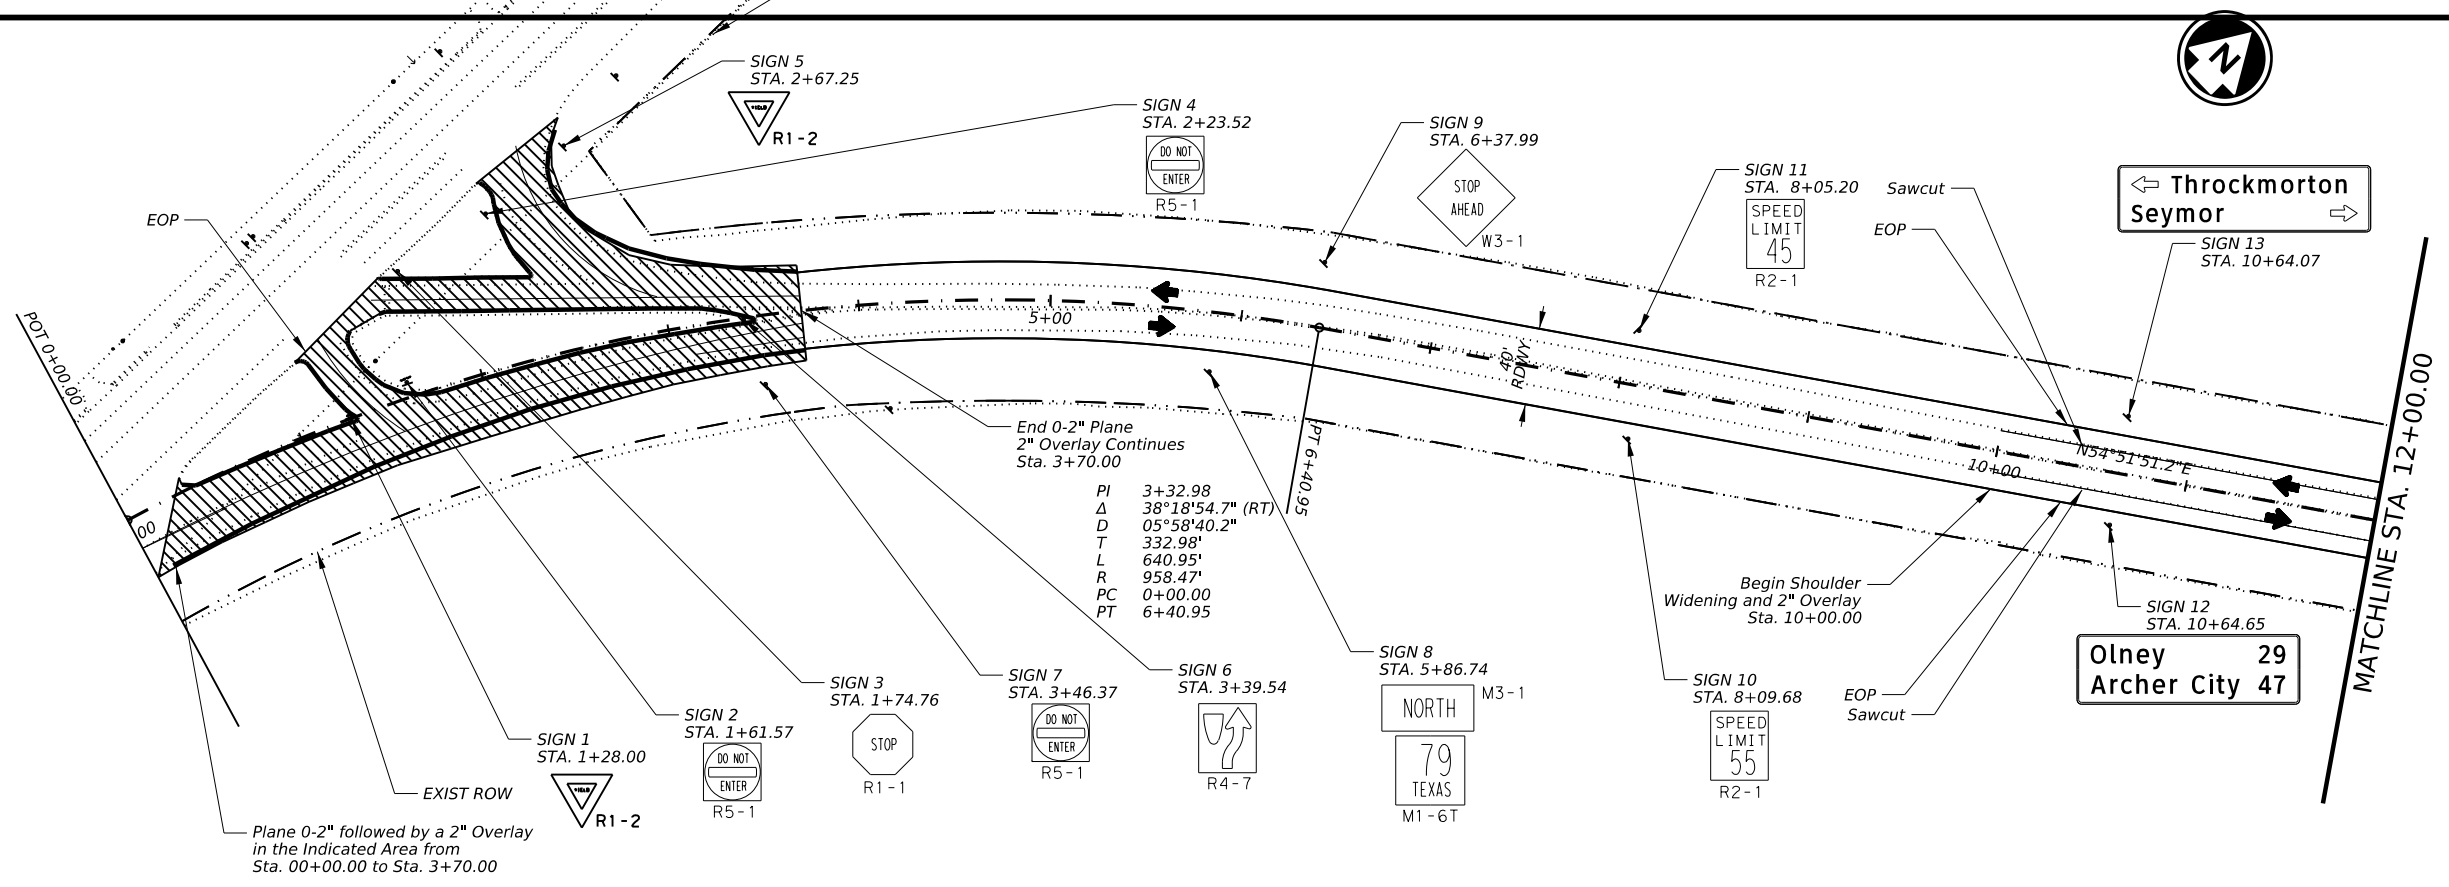 N
SIGN 5
STA. 2+67.25
R1-2
SIGN 4
STA. 2+23.52
DO NOT
ENTER
R5-1
SIGN 9
STA. 6+37.99
STOP
AHEAD
W3-1
SIGN 11
STA. 8+05.20
SPEED
LIMIT
45
R2-1
Sawcut
EOP
Throckmorton
Seymor
SIGN 13
STA. 10+64.07
EOP
POT 0+00.00
00
5+00
40'
RDWY
PT 6+40.95
10+00
N54°51'51.2"E
MATCHLINE STA. 12+00.00
End 0-2" Plane
2" Overlay Continues
Sta. 3+70.00
PI 3+32.98
Δ 38°18'54.7" (RT)
D 05°58'40.2"
T 332.98'
L 640.95'
R 958.47'
PC 0+00.00
PT 6+40.95
Begin Shoulder
Widening and 2" Overlay
Sta. 10+00.00
EOP
Sawcut
SIGN 12
STA. 10+64.65
Olney 29
Archer City 47
SIGN 10
STA. 8+09.68
SPEED
LIMIT
55
R2-1
SIGN 8
STA. 5+86.74
NORTH
M3-1
79
TEXAS
M1-6T
SIGN 6
STA. 3+39.54
R4-7
SIGN 7
STA. 3+46.37
DO NOT
ENTER
R5-1
SIGN 3
STA. 1+74.76
STOP
R1-1
SIGN 2
STA. 1+61.57
DO NOT
ENTER
R5-1
SIGN 1
STA. 1+28.00
R1-2
EXIST ROW
Plane 0-2" followed by a 2" Overlay
in the Indicated Area from
Sta. 00+00.00 to Sta. 3+70.00